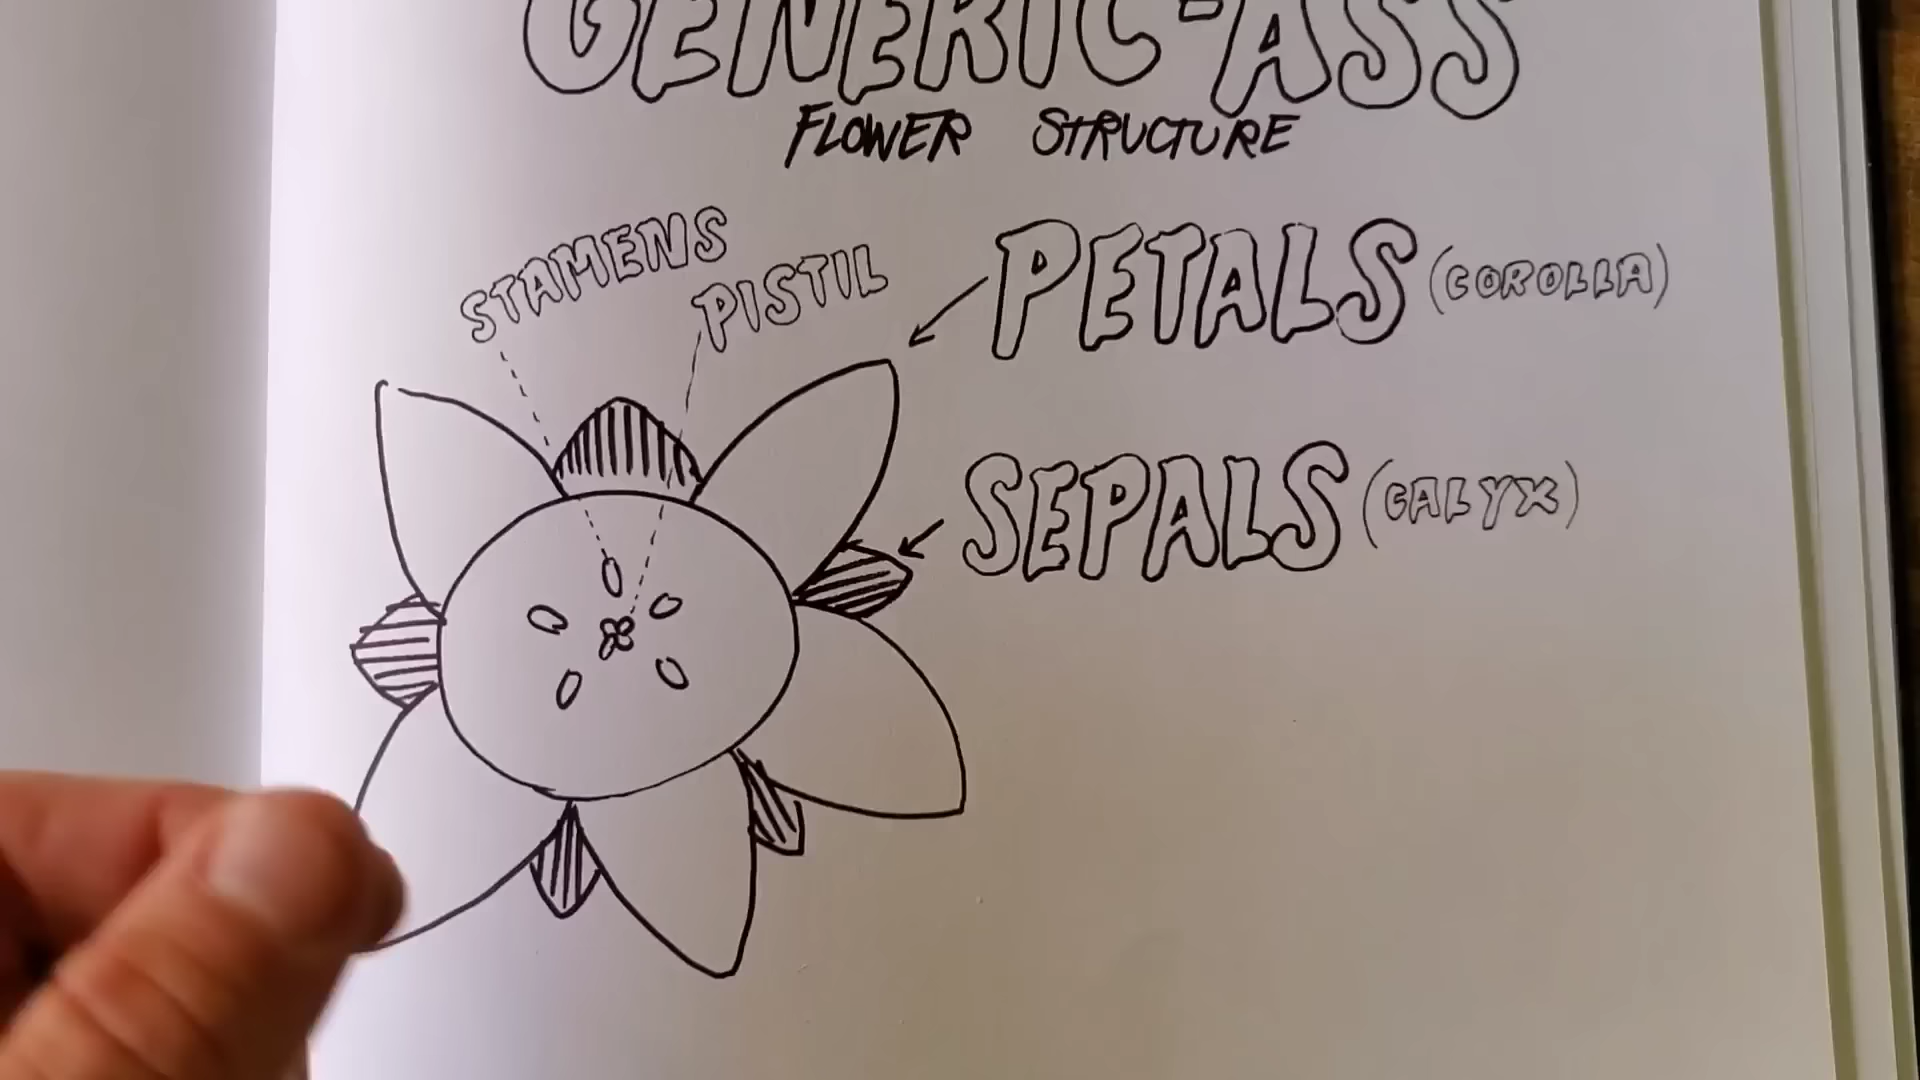 GENERIC-ASS
FLOWER STRUCTURE
STAMENS
PISTIL
PETALS (COROLLA)
SEPALS (CALYX)